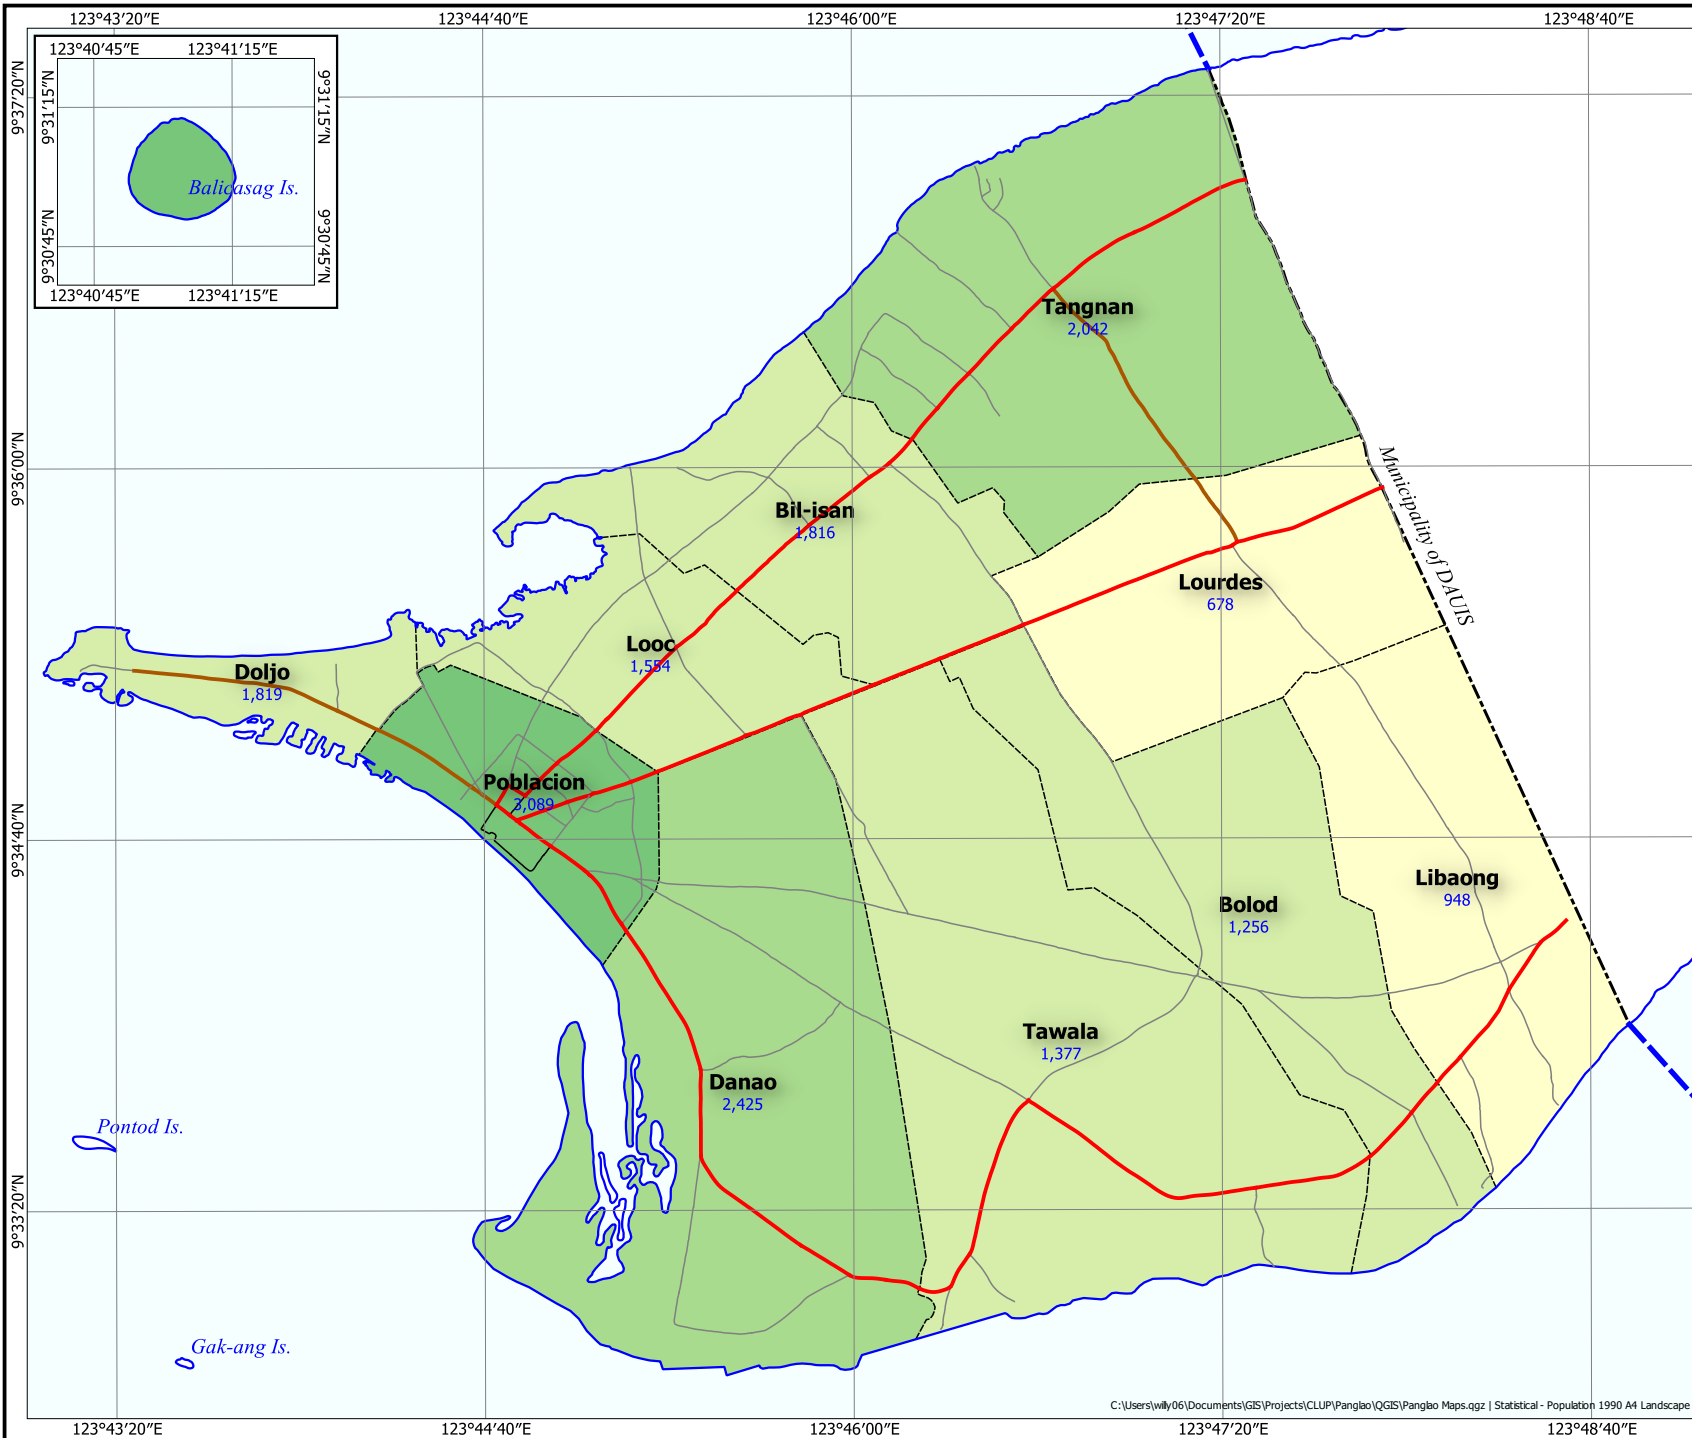 123°43′20″E 123°44′40″E 123°46′00″E 123°47′20″E 123°48′40″E
123°40′45″E 123°41′15″E
9°31′15″N
9°31′15″N
Balicasag Is.
9°30′45″N
9°30′45″N
123°40′45″E 123°41′15″E
9°37′20″N
Tangnan
2,042
9°36′00″N
Municipality of DAUIS
Bil-isan
1,816
Lourdes
678
Looc
1,554
Doljo
1,819
Poblacion
3,089
9°34′40″N
Libaong
948
Bolod
1,256
Tawala
1,377
Danao
2,425
Pontod Is.
9°33′20″N
Gak-ang Is.
C:\Users\willy06\Documents\GIS\Projects\CLUP\Panglao\QGIS\Panglao Maps.qgz | Statistical - Population 1990 A4 Landscape
123°43′20″E 123°44′40″E 123°46′00″E 123°47′20″E 123°48′40″E